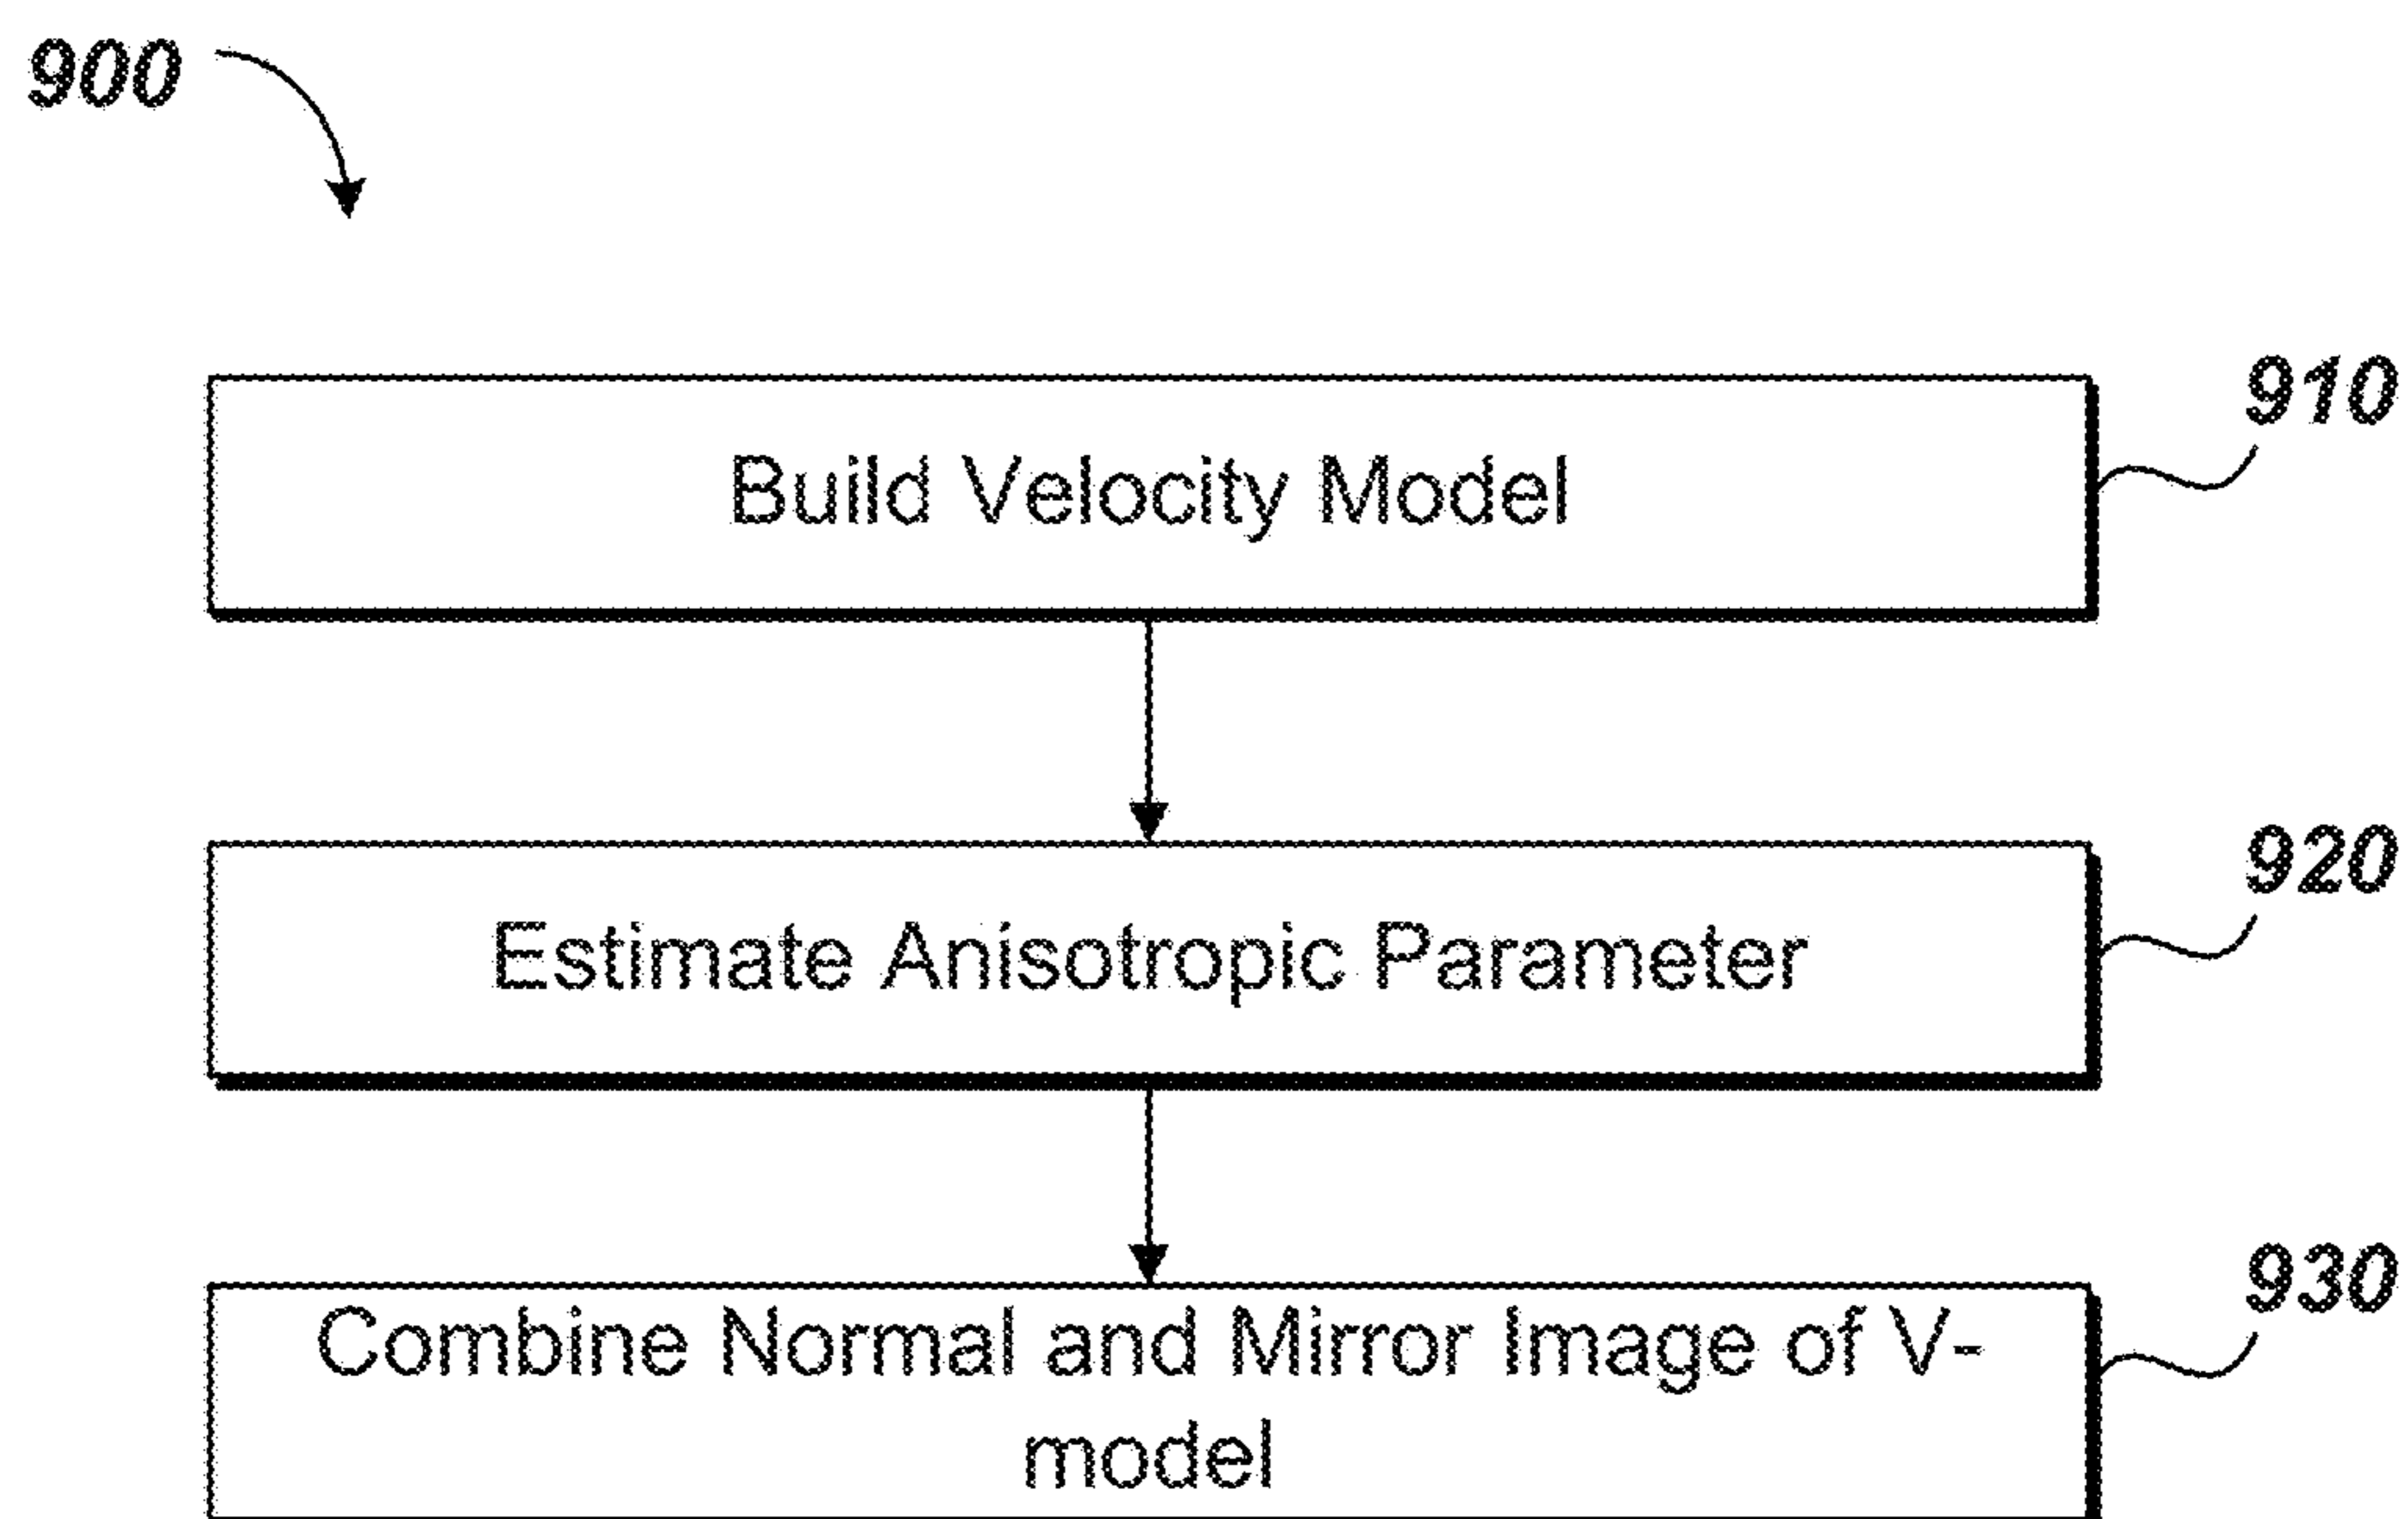 900
910
Build Velocity Model
920
Estimate Anisotropic Parameter
930
Combine Normal and Mirror Image of V-
model